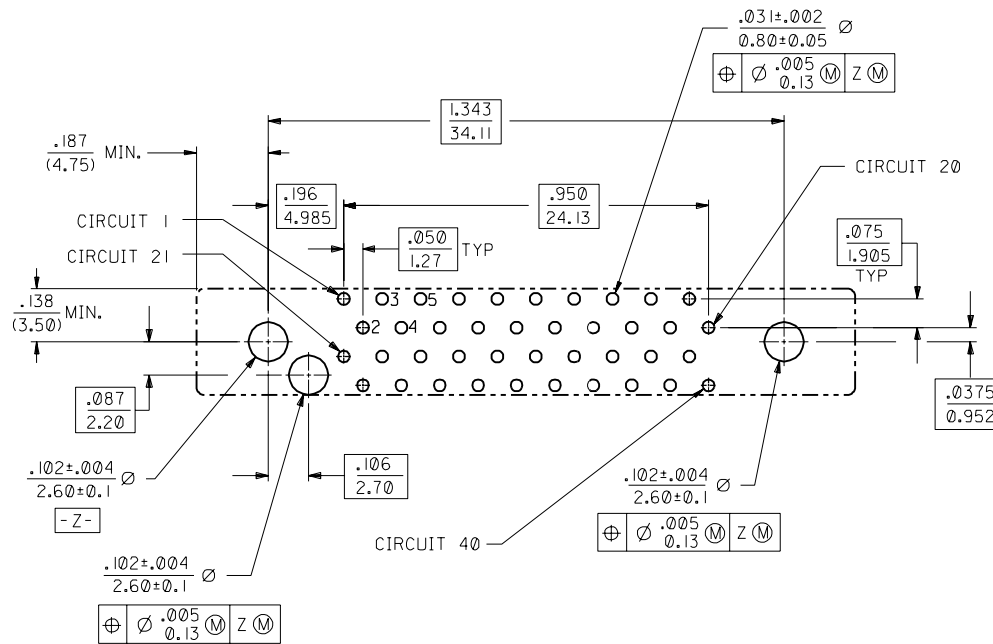 .031±.002
0.80±0.05 ∅
⌖ ∅ .005 Ⓜ Z Ⓜ
0.13
1.343
34.11
.187 MIN.
(4.75)
.196
4.985
.950
24.13
CIRCUIT 20
CIRCUIT 1
CIRCUIT 21
.050 TYP
1.27
.075
1.905
TYP
.138 MIN.
(3.50)
3 5
2 4
.087
2.20
.0375
0.952
.102±.004 ∅
2.60±0.1
-Z-
.106
2.70
.102±.004 ∅
2.60±0.1
⌖ ∅ .005 Ⓜ Z Ⓜ
0.13
CIRCUIT 40
.102±.004 ∅
2.60±0.1
⌖ ∅ .005 Ⓜ Z Ⓜ
0.13